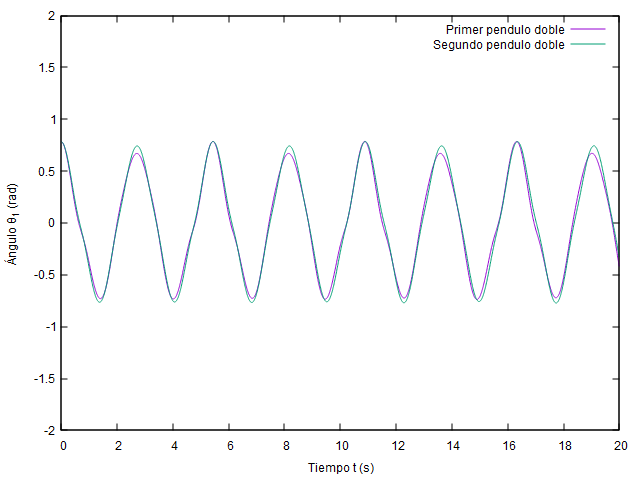 Primer pendulo doble
Segundo pendulo doble
2
1.5
1
0.5
0
-0.5
-1
-1.5
-2
Ángulo θ1 (rad)
0 2 4 6 8 10 12 14 16 18 20
Tiempo t (s)